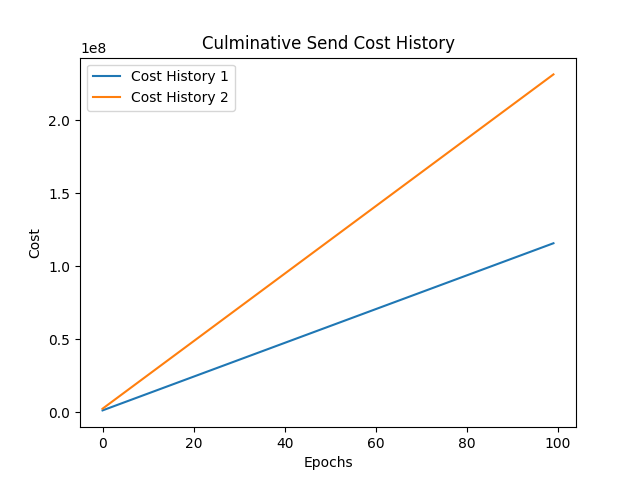 Culminative Send Cost History
1e8
Cost History 1
Cost History 2
2.0
1.5
1.0
0.5
0.0
Cost
0 20 40 60 80 100
Epochs